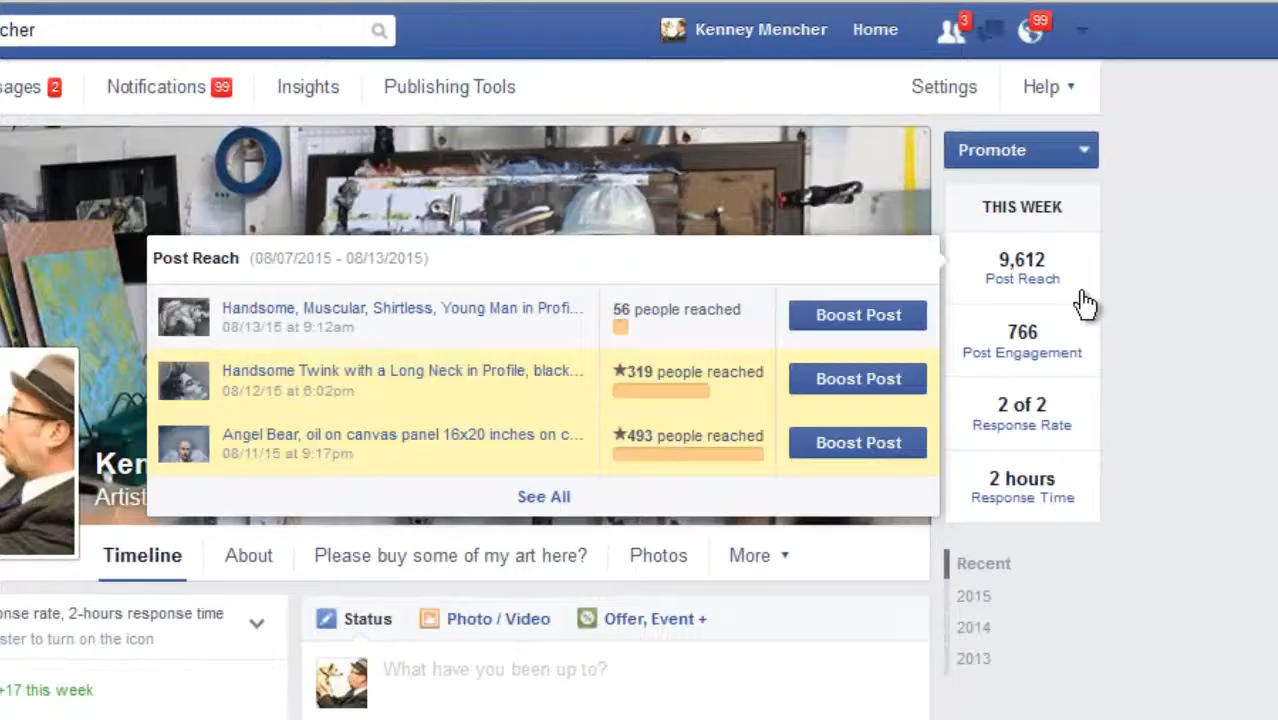 cher
Kenney Mencher
Home
3
99
ages 2
Notifications 99
Insights
Publishing Tools
Settings
Help
Promote
THIS WEEK
9,612
Post Reach
766
Post Engagement
2 of 2
Response Rate
2 hours
Response Time
Post Reach (08/07/2015 - 08/13/2015)
Handsome, Muscular, Shirtless, Young Man in Profi...
08/13/15 at 9:12am
56 people reached
Boost Post
Handsome Twink with a Long Neck in Profile, black...
08/12/15 at 6:02pm
★319 people reached
Boost Post
Angel Bear, oil on canvas panel 16x20 inches on c...
08/11/15 at 9:17pm
★493 people reached
Boost Post
See All
Ken
Artist
Timeline
About
Please buy some of my art here?
Photos
More
Recent
2015
2014
2013
onse rate, 2-hours response time
ster to turn on the icon
+17 this week
Status
Photo / Video
Offer, Event +
What have you been up to?